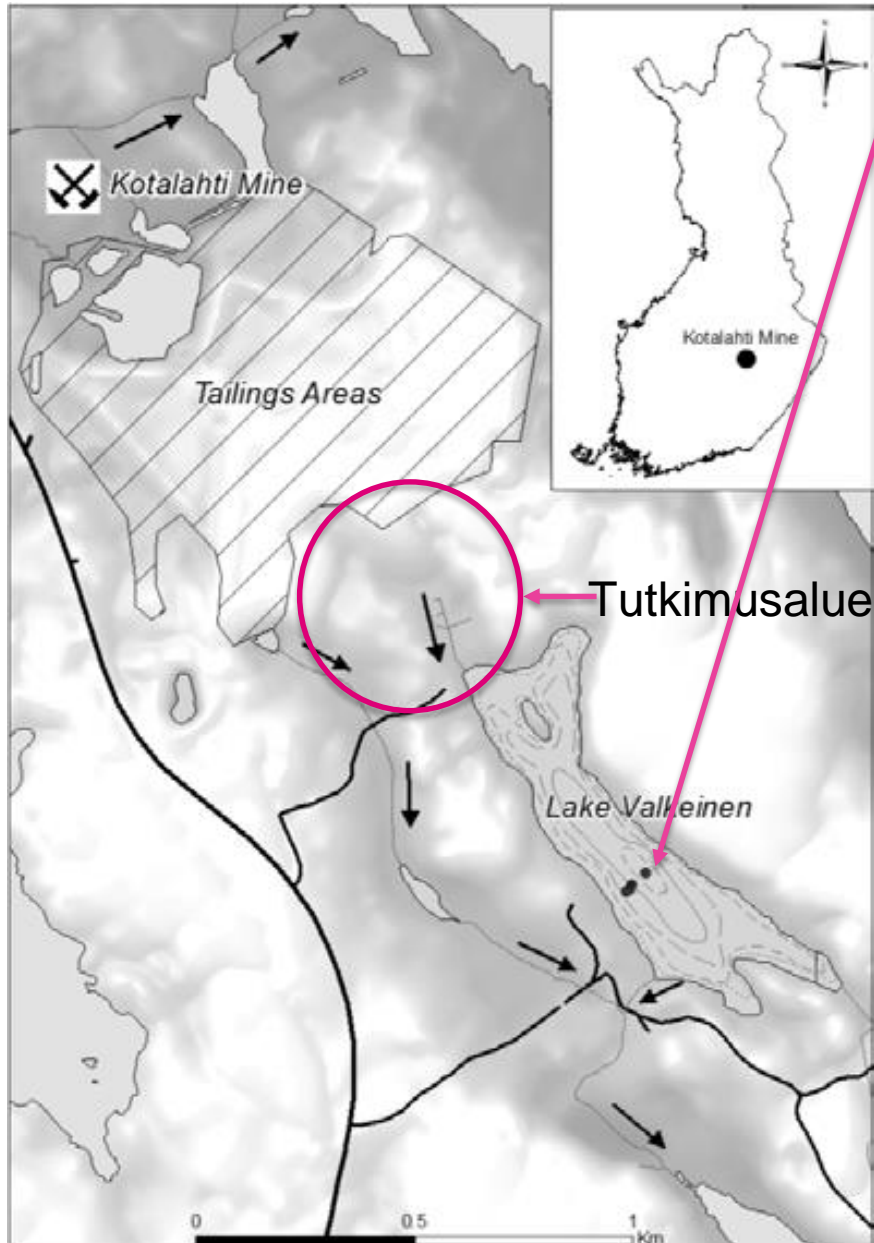 Kotalahti Mine
Kotalahti Mine
Tailings Areas
Tutkimusalue
Lake Valkeinen
0 0.5 1
Km